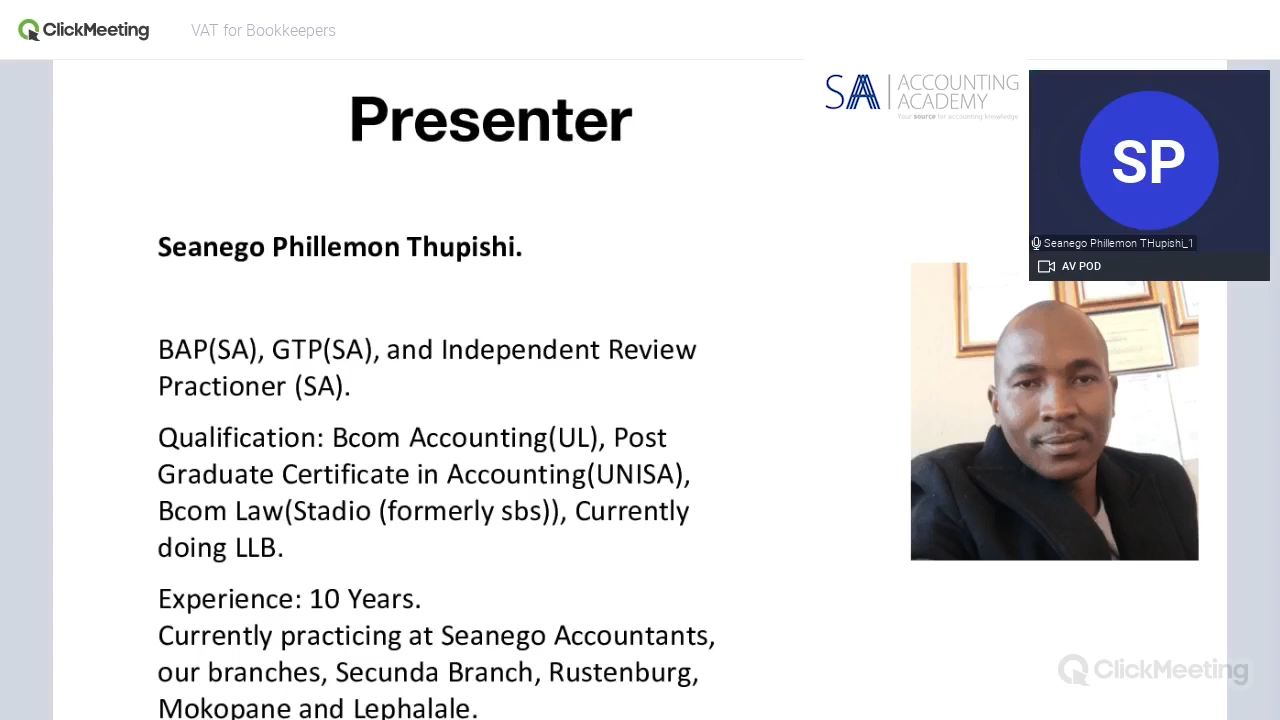 ClickMeeting
VAT for Bookkeepers
Presenter
SA ACCOUNTING
ACADEMY
Your source for accounting knowledge
SP
Seanego Phillemon THupishi_1
AV POD
Seanego Phillemon Thupishi.
BAP(SA), GTP(SA), and Independent Review
Practioner (SA).
Qualification: Bcom Accounting(UL), Post
Graduate Certificate in Accounting(UNISA),
Bcom Law(Stadio (formerly sbs)), Currently
doing LLB.
Experience: 10 Years.
Currently practicing at Seanego Accountants,
our branches, Secunda Branch, Rustenburg,
Mokopane and Lephalale.
ClickMeeting